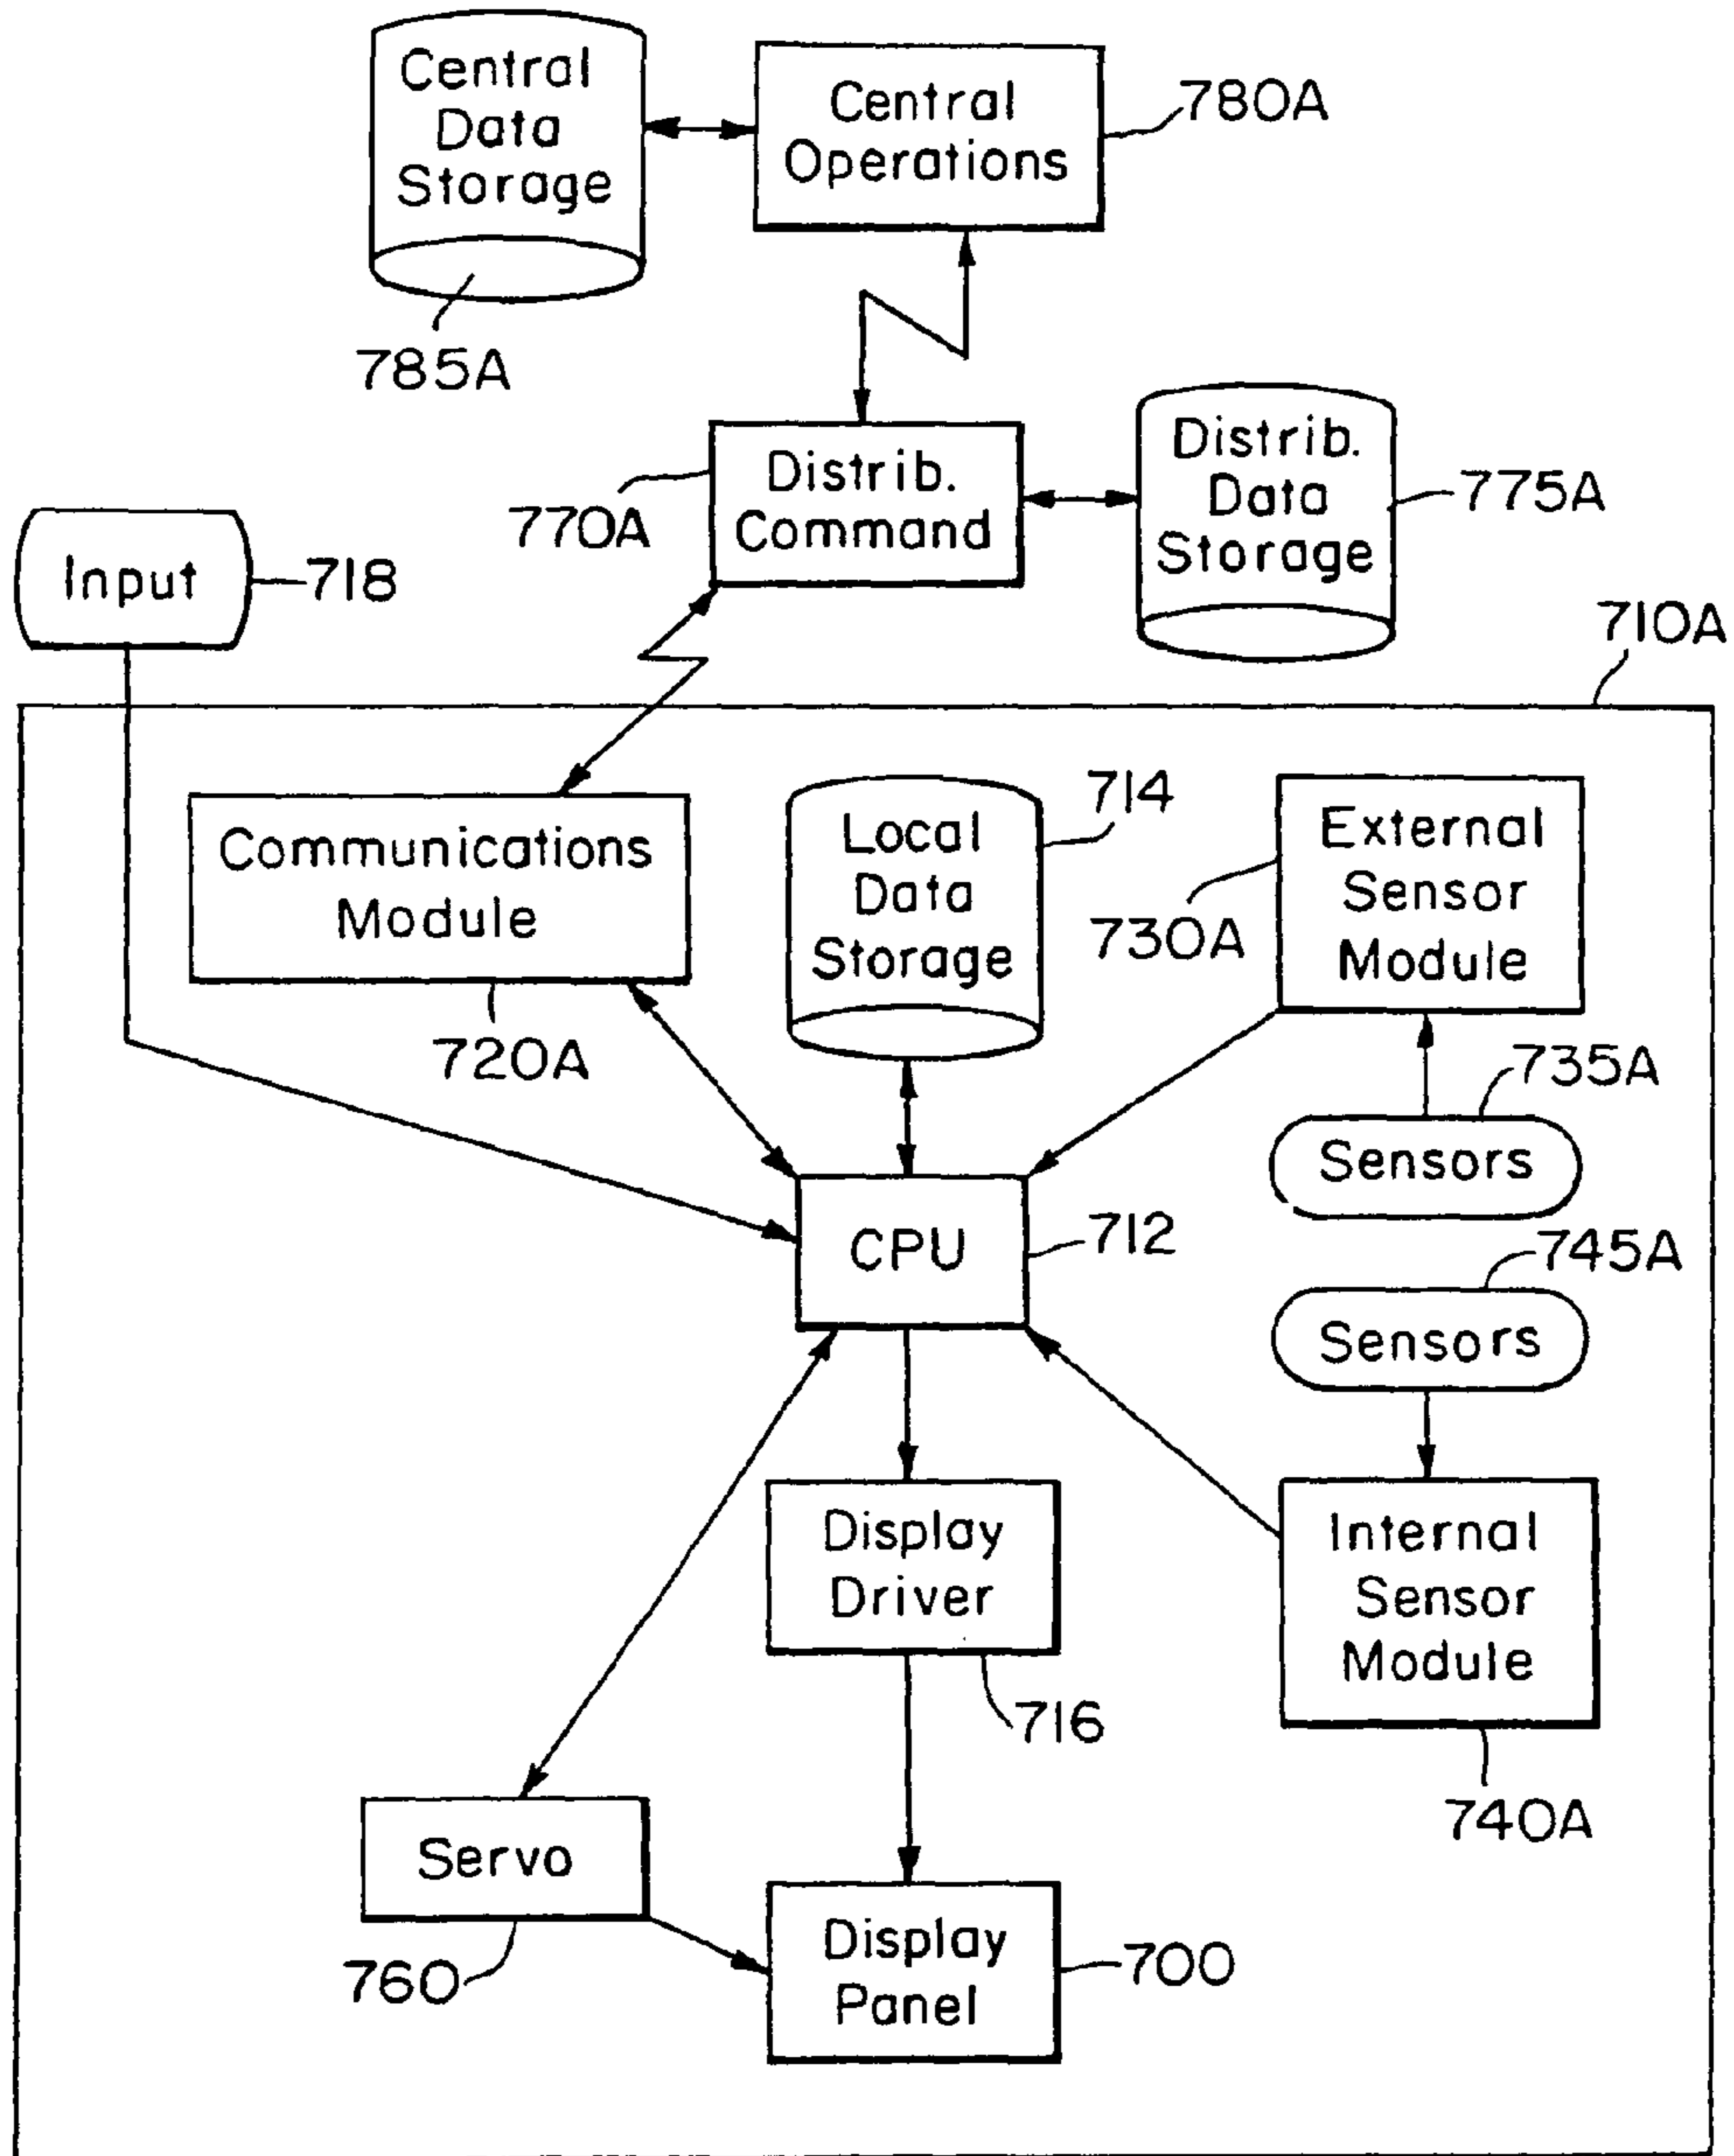 Central
Data
Storage
785A
Central
Operations
780A
Distrib.
Command
770A
Distrib.
Data
Storage
775A
Input
718
710A
Communications
Module
720A
Local
Data
Storage
714
External
Sensor
Module
730A
Sensors
735A
CPU
712
Sensors
745A
Display
Driver
716
Internal
Sensor
Module
740A
Servo
760
Display
Panel
700